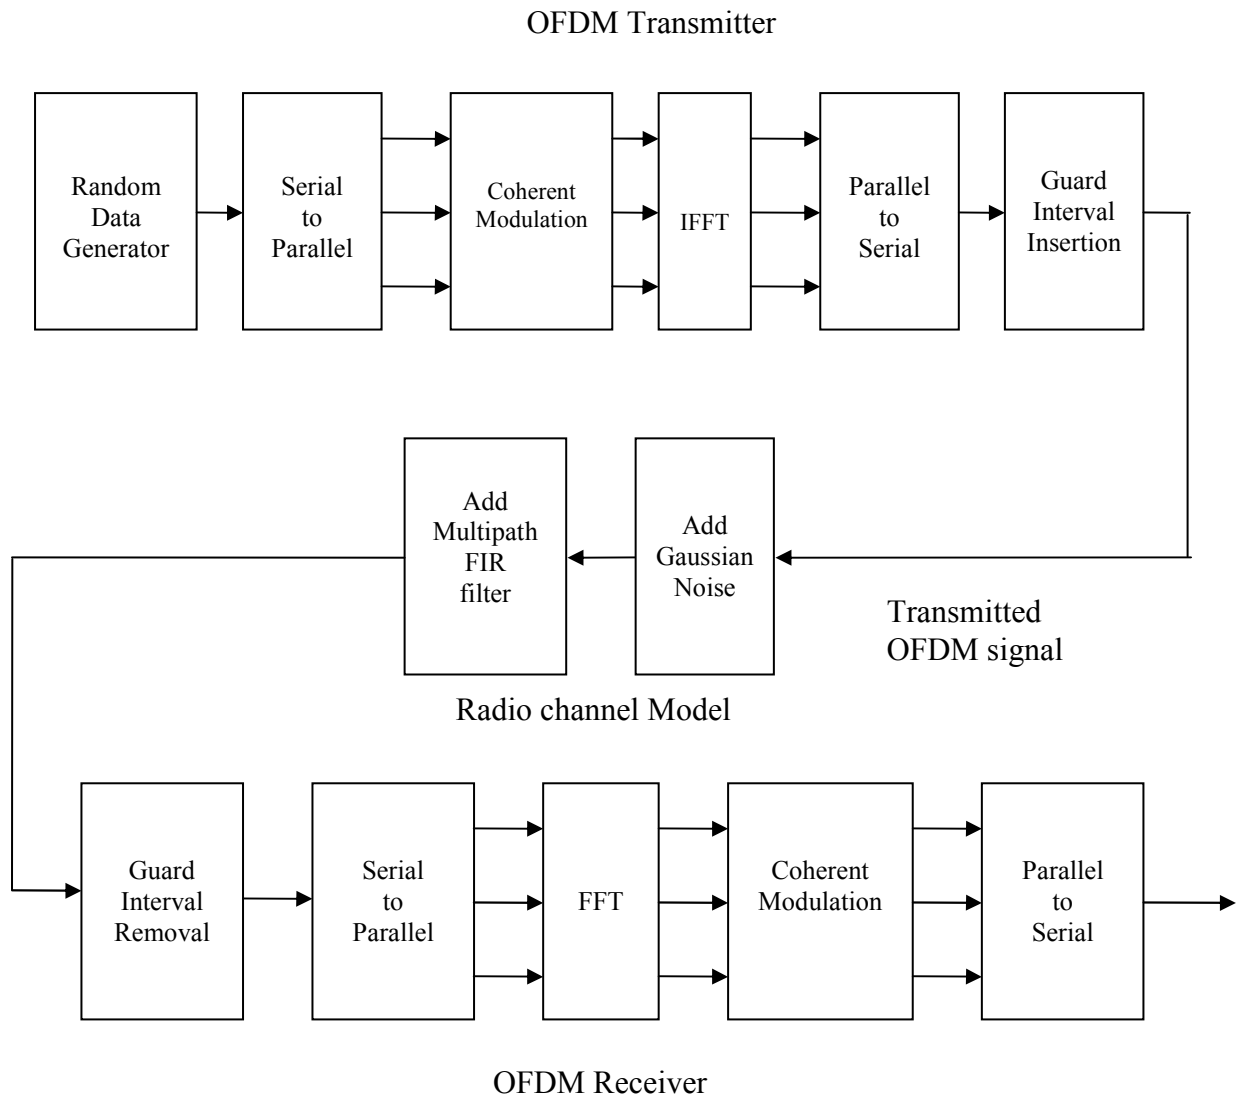 OFDM Transmitter
Random
Data
Generator
Serial
to
Parallel
Coherent
Modulation
IFFT
Parallel
to
Serial
Guard
Interval
Insertion
Add
Multipath
FIR
filter
Add
Gaussian
Noise
Transmitted
OFDM signal
Radio channel Model
Guard
Interval
Removal
Serial
to
Parallel
FFT
Coherent
Modulation
Parallel
to
Serial
OFDM Receiver